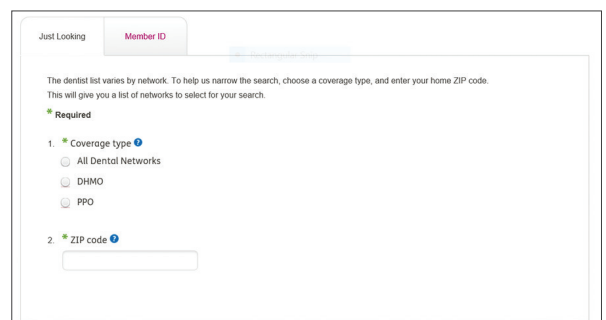 Just Looking
Member ID
The dentist list varies by network. To help us narrow the search, choose a coverage type, and enter your home ZIP code.
This will give you a list of networks to select for your search.
* Required
1. * Coverage type ?
All Dental Networks
DHMO
PPO
2. * ZIP code ?